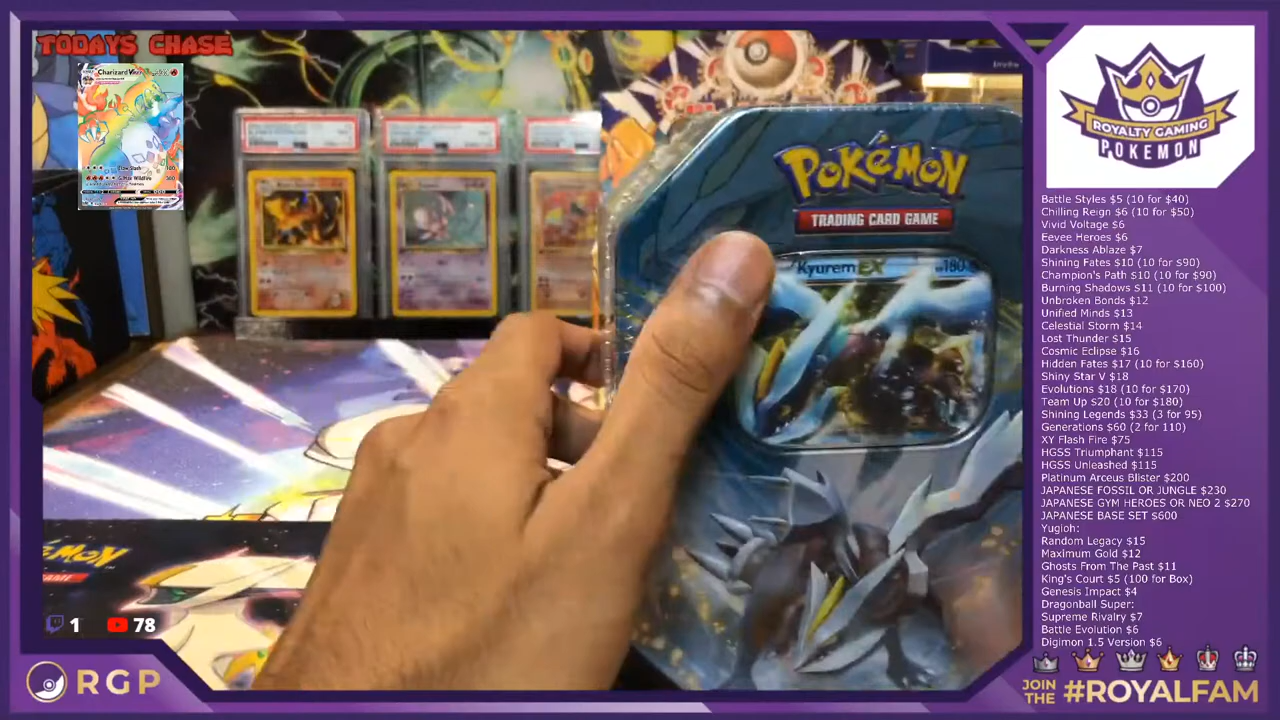 TODAYS CHASE
Charizard
G-Max Wildfire
POKéMON
TRADING CARD GAME
Kyurem EX
180
1
78
RGP
ROYALTY GAMING
POKEMON
Battle Styles $5 (10 for $40)
Chilling Reign $6 (10 for $50)
Vivid Voltage $6
Eevee Heroes $6
Darkness Ablaze $7
Shining Fates $10 (10 for $90)
Champion's Path $10 (10 for $90)
Burning Shadows $11 (10 for $100)
Unbroken Bonds $12
Unified Minds $13
Celestial Storm $14
Lost Thunder $15
Cosmic Eclipse $16
Hidden Fates $17 (10 for $160)
Shiny Star V $18
Evolutions $18 (10 for $170)
Team Up $20 (10 for $180)
Shining Legends $33 (3 for 95)
Generations $60 (2 for 110)
XY Flash Fire $75
HGSS Triumphant $115
HGSS Unleashed $115
Platinum Arceus Blister $200
JAPANESE FOSSIL OR JUNGLE $230
JAPANESE GYM HEROES OR NEO 2 $270
JAPANESE BASE SET $600
Yugioh:
Random Legacy $15
Maximum Gold $12
Ghosts From The Past $11
King's Court $5 (100 for Box)
Genesis Impact $4
Dragonball Super:
Supreme Rivalry $7
Battle Evolution $6
Digimon 1.5 Version $6
JOIN THE #ROYALFAM